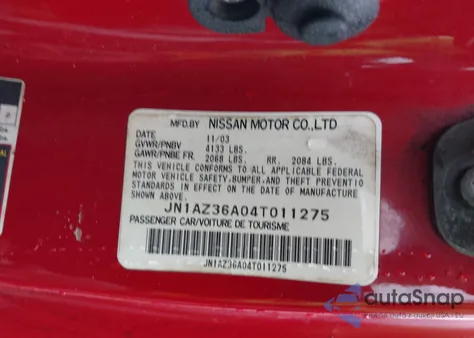 MFD.BY NISSAN MOTOR CO.,LTD
DATE 11/03
GVWR/PNBV 4133 LBS.
GAWR/PNBE FR. 2068 LBS. RR. 2084 LBS.
THIS VEHICLE CONFORMS TO ALL APPLICABLE FEDERAL
MOTOR VEHICLE SAFETY,BUMPER,AND THEFT PREVENTIO
STANDARDS IN EFFECT ON THE DATE OF MANUFACTURE
SHOWN ABOVE.
JN1AZ36A04T011275
PASSENGER CAR/VOITURE DE TOURISME
JN1AZ36A04T011275
autaSnap